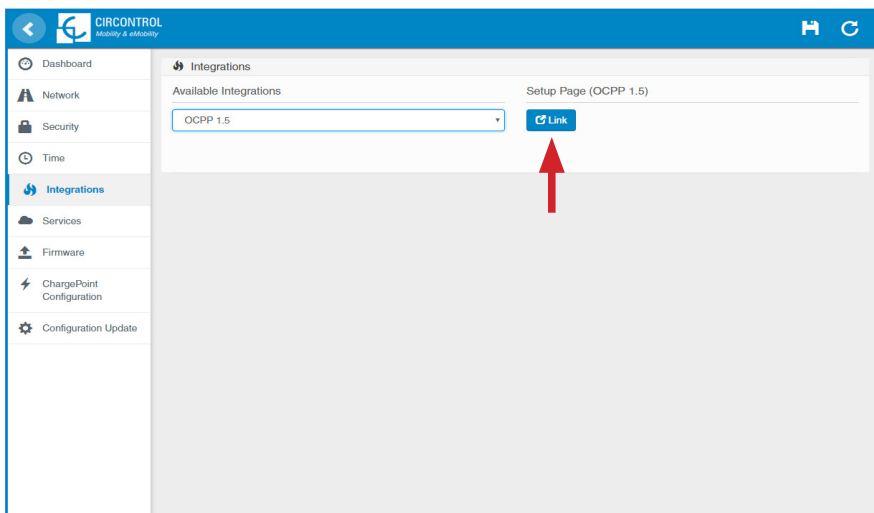 CIRCONTROL
Mobility & eMobility
Dashboard
Network
Security
Time
Integrations
Services
Firmware
ChargePoint
Configuration
Configuration Update
Integrations
Available Integrations
OCPP 1.5
Setup Page (OCPP 1.5)
Link